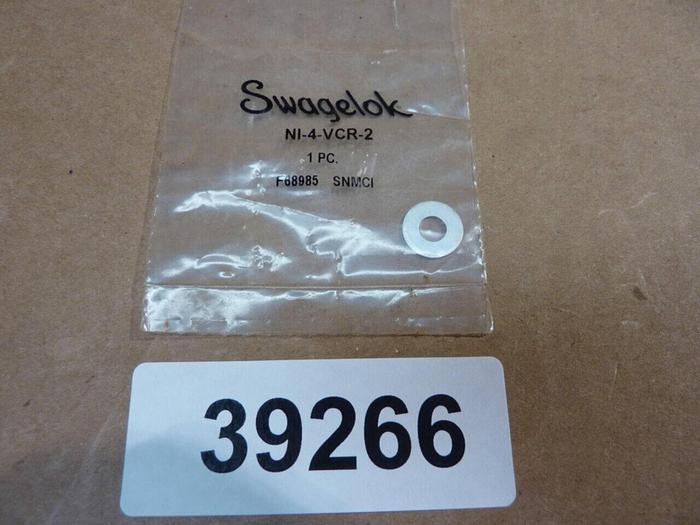 Swagelok
NI-4-VCR-2
1 PC.
F68985 SNMCI
39266